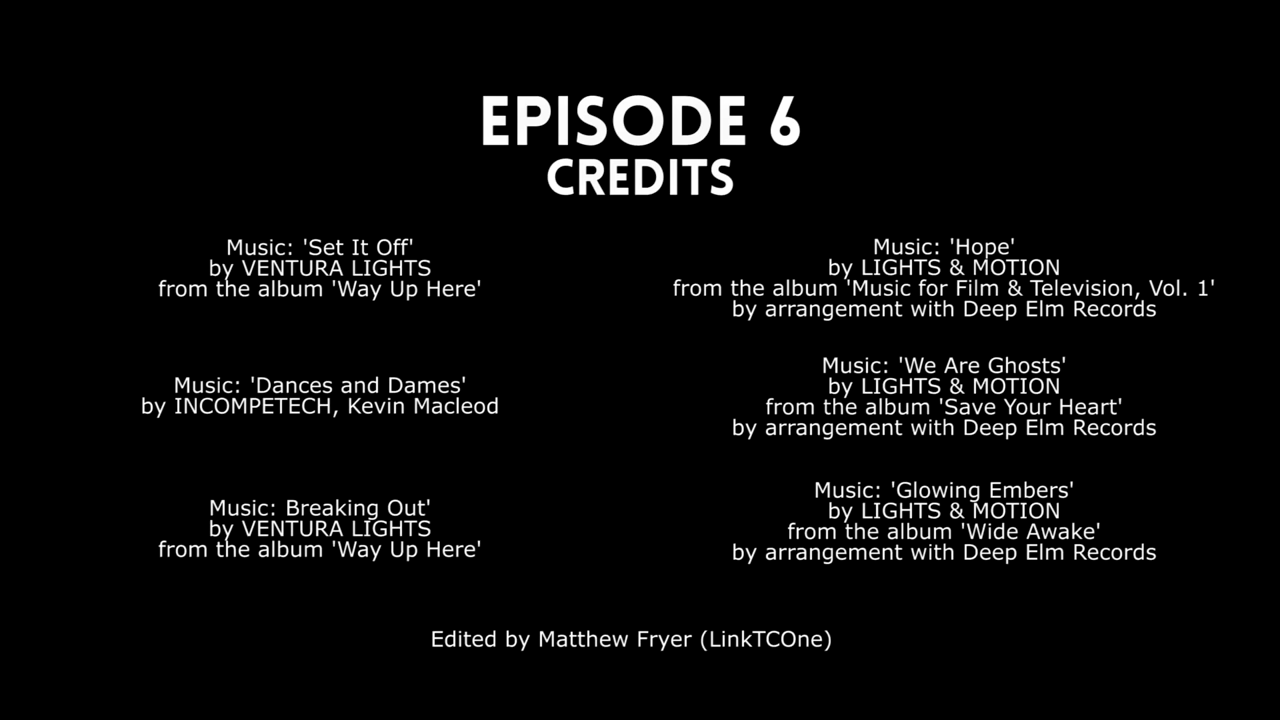 EPISODE 6
CREDITS
Music: 'Set It Off'
by VENTURA LIGHTS
from the album 'Way Up Here'
Music: 'Dances and Dames'
by INCOMPETECH, Kevin Macleod
Music: Breaking Out'
by VENTURA LIGHTS
from the album 'Way Up Here'
Music: 'Hope'
by LIGHTS & MOTION
from the album 'Music for Film & Television, Vol. 1'
by arrangement with Deep Elm Records
Music: 'We Are Ghosts'
by LIGHTS & MOTION
from the album 'Save Your Heart'
by arrangement with Deep Elm Records
Music: 'Glowing Embers'
by LIGHTS & MOTION
from the album 'Wide Awake'
by arrangement with Deep Elm Records
Edited by Matthew Fryer (LinkTCOne)